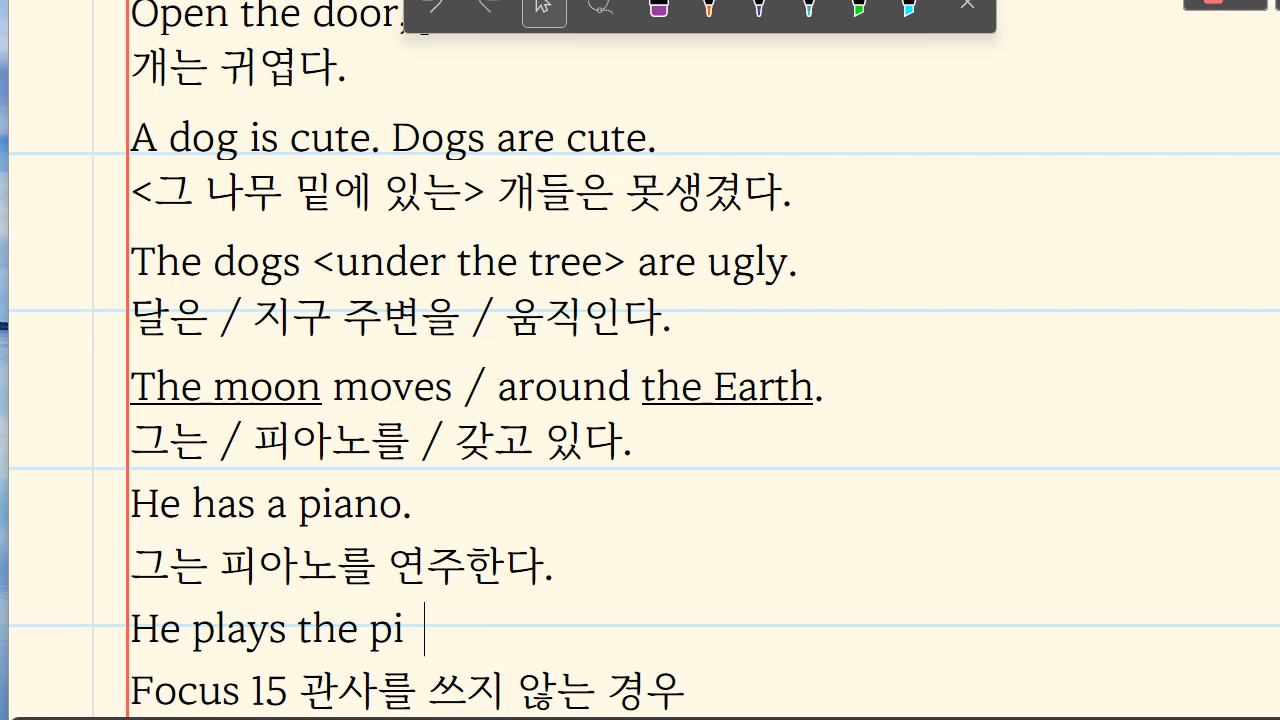 Open the door,
개는 귀엽다.
A dog is cute. Dogs are cute.
<그 나무 밑에 있는> 개들은 못생겼다.
The dogs <under the tree> are ugly.
달은 / 지구 주변을 / 움직인다.
The moon moves / around the Earth.
그는 / 피아노를 / 갖고 있다.
He has a piano.
그는 피아노를 연주한다.
He plays the pi
Focus 15 관사를 쓰지 않는 경우